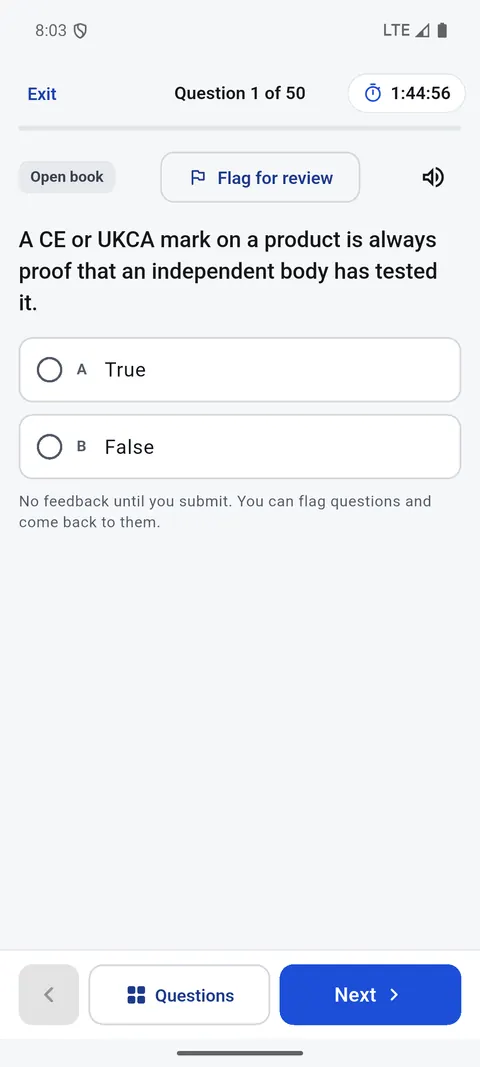 8:03
LTE
Exit
Question 1 of 50
1:44:56
Open book
Flag for review
A CE or UKCA mark on a product is always
proof that an independent body has tested
it.
A True
B False
No feedback until you submit. You can flag questions and
come back to them.
Questions
Next